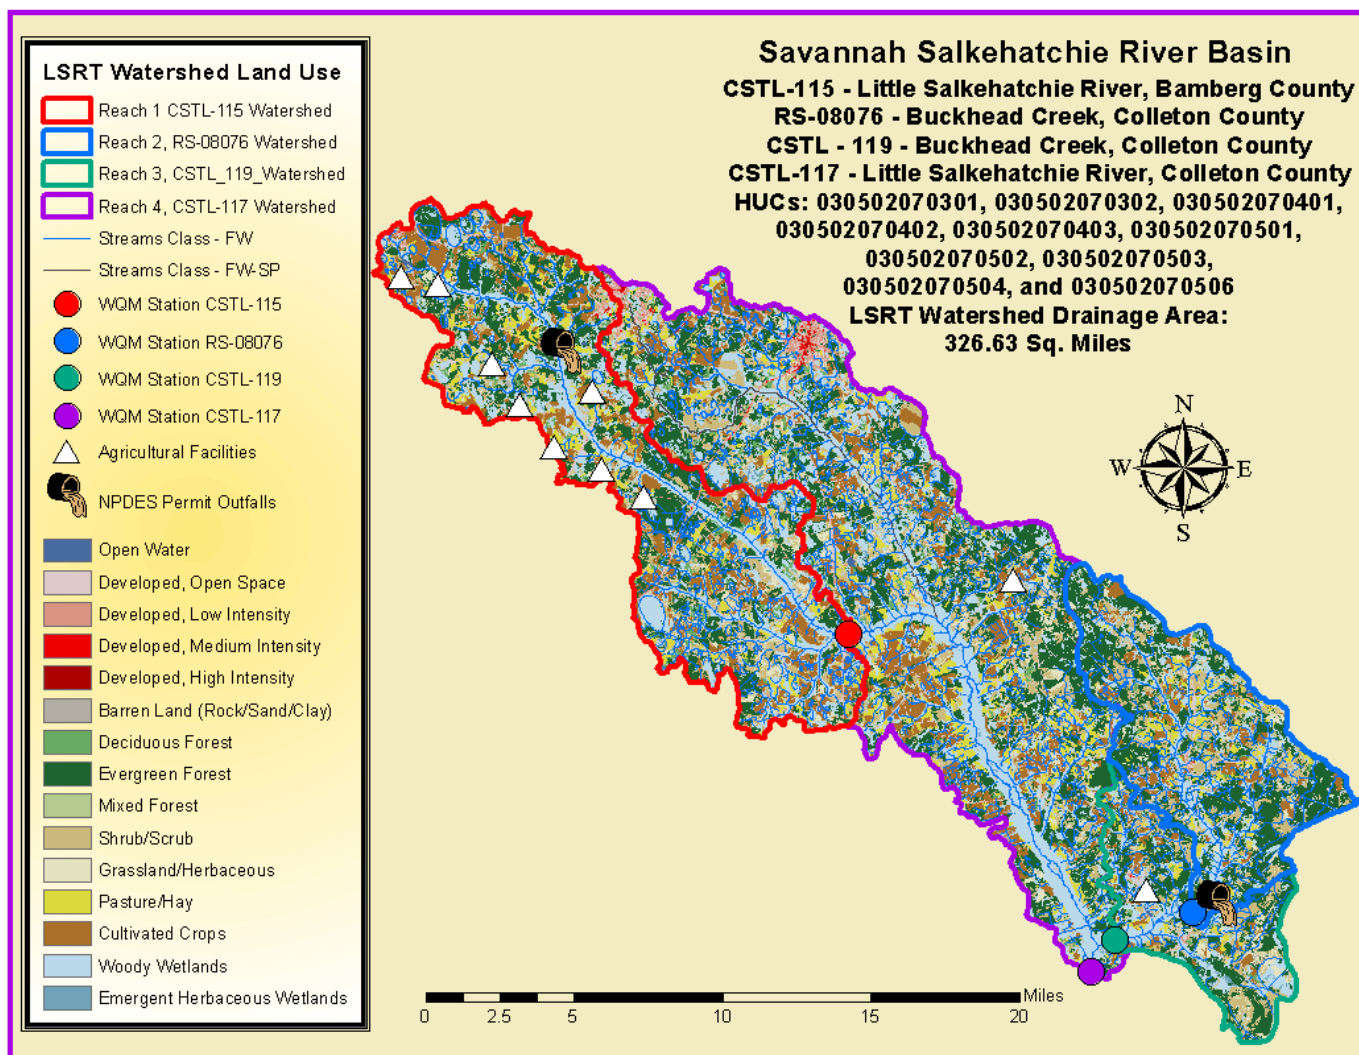 LSRT Watershed Land Use
Reach 1 CSTL-115 Watershed
Reach 2, RS-08076 Watershed
Reach 3, CSTL_119_Watershed
Reach 4, CSTL-117 Watershed
Streams Class - FW
Streams Class - FW-SP
WQM Station CSTL-115
WQM Station RS-08076
WQM Station CSTL-119
WQM Station CSTL-117
Agricultural Facilities
NPDES Permit Outfalls
Open Water
Developed, Open Space
Developed, Low Intensity
Developed, Medium Intensity
Developed, High Intensity
Barren Land (Rock/Sand/Clay)
Deciduous Forest
Evergreen Forest
Mixed Forest
Shrub/Scrub
Grassland/Herbaceous
Pasture/Hay
Cultivated Crops
Woody Wetlands
Emergent Herbaceous Wetlands
Savannah Salkehatchie River Basin
CSTL-115 - Little Salkehatchie River, Bamberg County
RS-08076 - Buckhead Creek, Colleton County
CSTL - 119 - Buckhead Creek, Colleton County
CSTL-117 - Little Salkehatchie River, Colleton County
HUCs: 030502070301, 030502070302, 030502070401,
030502070402, 030502070403, 030502070501,
030502070502, 030502070503,
030502070504, and 030502070506
LSRT Watershed Drainage Area:
326.63 Sq. Miles
N
W E
S
Miles
0 2.5 5 10 15 20